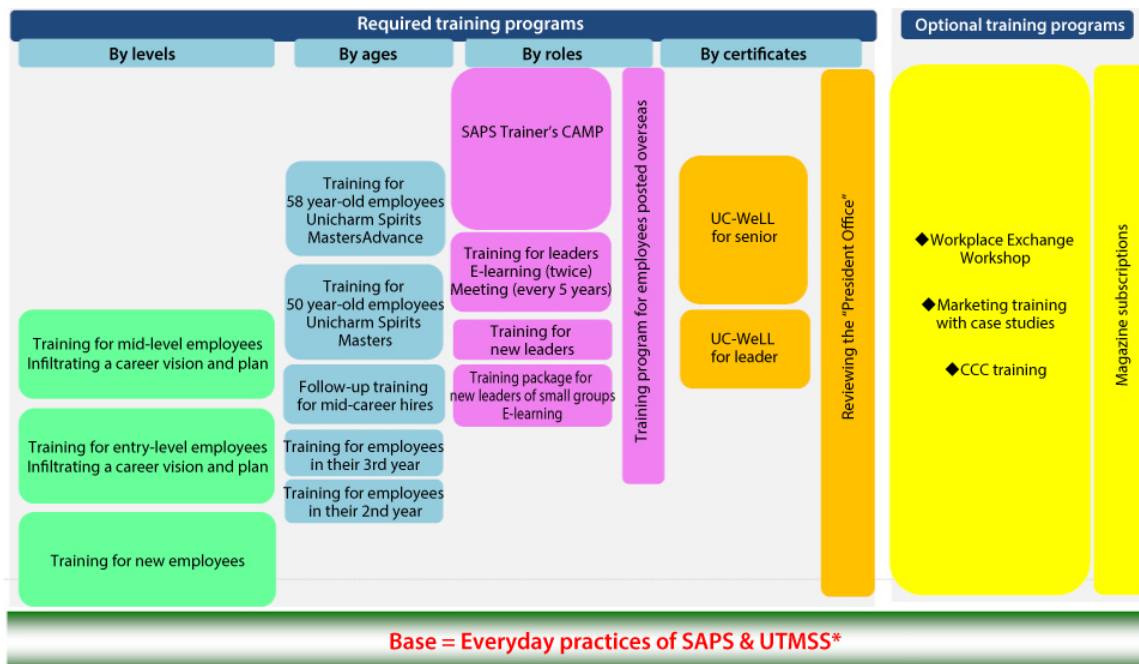 Required training programs
Optional training programs
By levels
By ages
By roles
By certificates
Training for mid-level employees
Infiltrating a career vision and plan
Training for entry-level employees
Infiltrating a career vision and plan
Training for new employees
Training for
58 year-old employees
Unicharm Spirits
MastersAdvance
Training for
50 year-old employees
Unicharm Spirits
Masters
Follow-up training
for mid-career hires
Training for employees
in their 3rd year
Training for employees
in their 2nd year
SAPS Trainer's CAMP
Training for leaders
E-learning (twice)
Meeting (every 5 years)
Training for
new leaders
Training package for
new leaders of small groups
E-learning
Training program for employees posted overseas
UC-WeLL
for senior
UC-WeLL
for leader
Reviewing the "President Office"
◆Workplace Exchange
Workshop
◆Marketing training
with case studies
◆CCC training
Magazine subscriptions
Base = Everyday practices of SAPS & UTMSS*